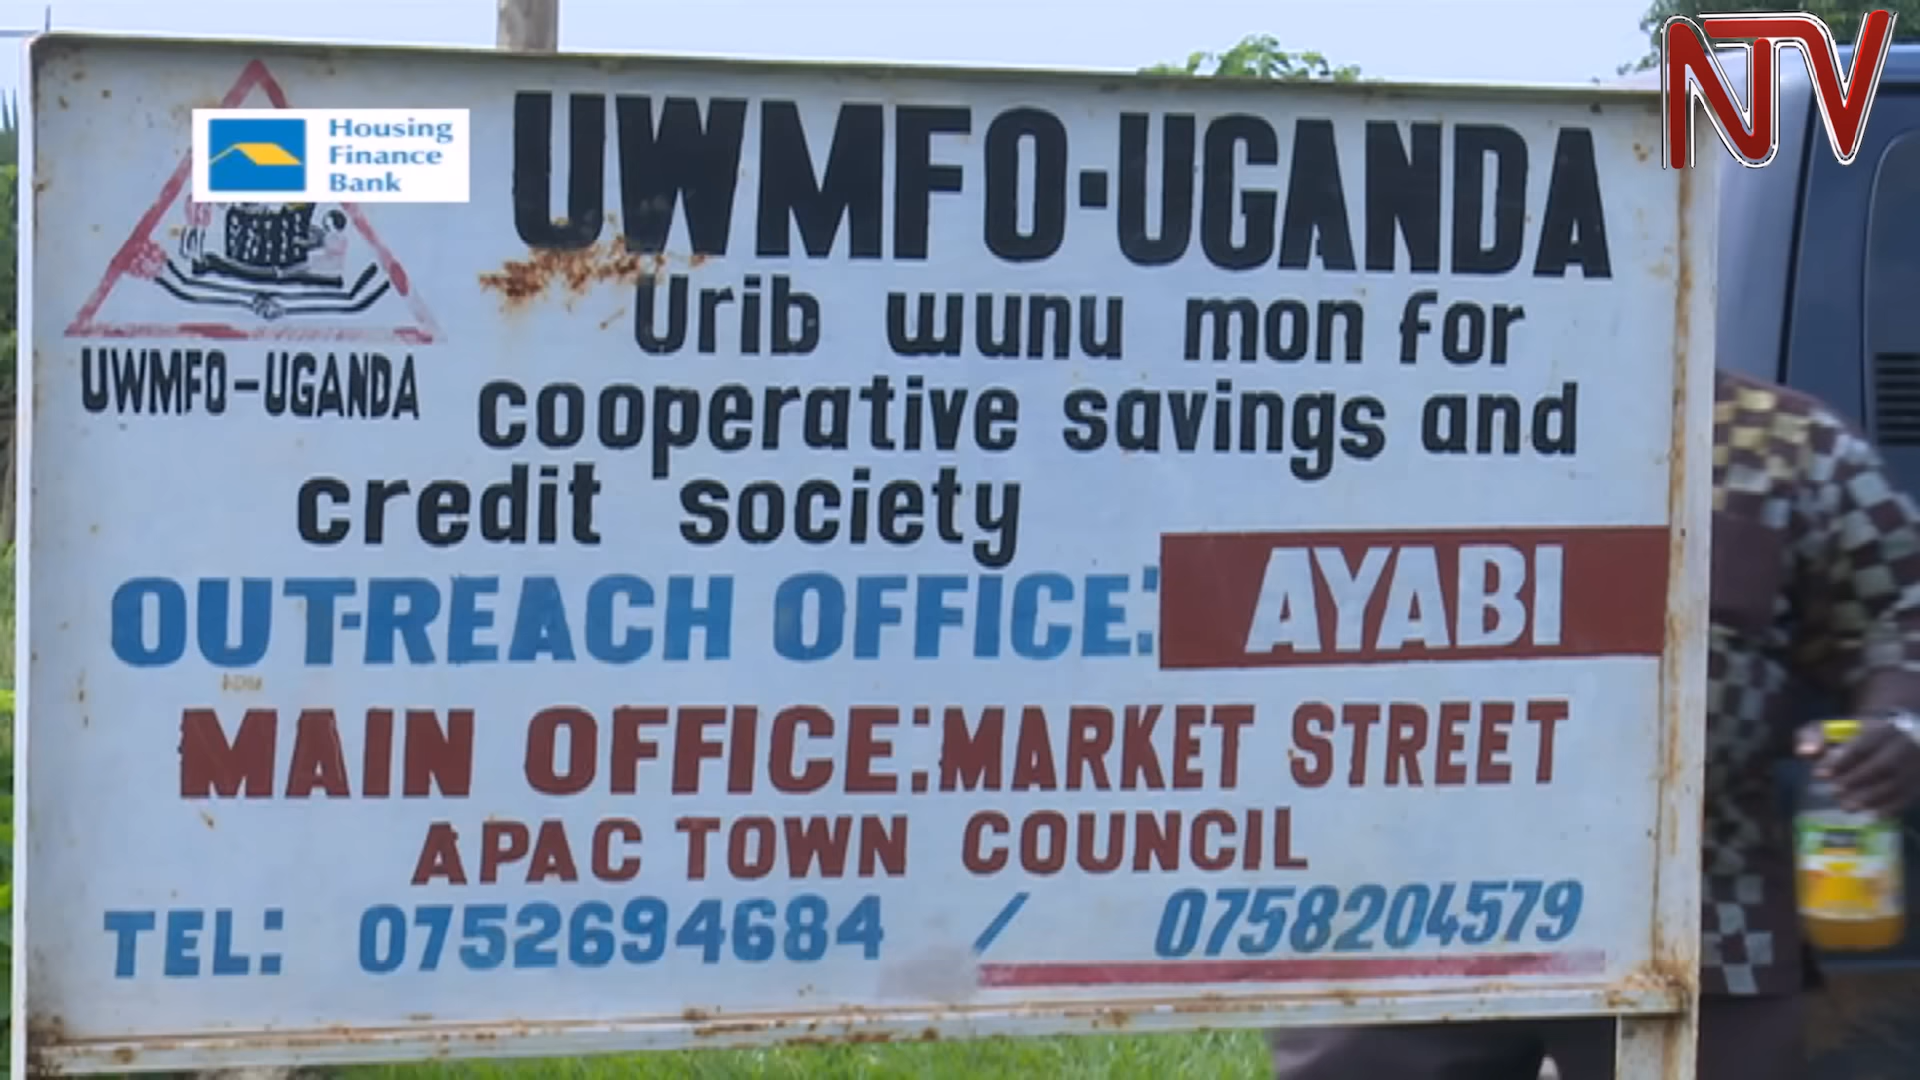 NTV
Housing
Finance
Bank
UWMFO-UGANDA
UWMFO-UGANDA
Urib wunu mon for
cooperative savings and
credit society
OUT-REACH OFFICE: AYABI
MAIN OFFICE: MARKET STREET
APAC TOWN COUNCIL
TEL: 0752694684 / 0758204579